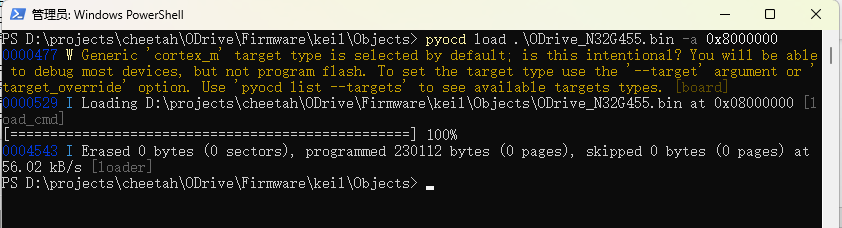 管理员: Windows PowerShell
PS D:\projects\cheetah\ODrive\Firmware\keil\Objects> pyocd load .\ODrive_N32G455.bin -a 0x8000000
0000477 W Generic 'cortex_m' target type is selected by default; is this intentional? You will be able
 to debug most devices, but not program flash. To set the target type use the '--target' argument or '
target_override' option. Use 'pyocd list --targets' to see available targets types. [board]
0000529 I Loading D:\projects\cheetah\ODrive\Firmware\keil\Objects\ODrive_N32G455.bin at 0x08000000 [l
oad_cmd]
[==================================================] 100%
0004543 I Erased 0 bytes (0 sectors), programmed 230112 bytes (0 pages), skipped 0 bytes (0 pages) at
56.02 kB/s [loader]
PS D:\projects\cheetah\ODrive\Firmware\keil\Objects>